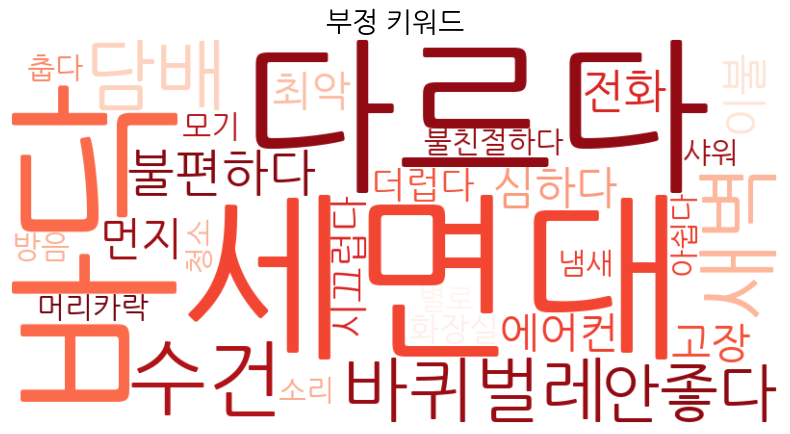 부정 키워드
춥다
담배
최악
다르다
전화
이불
하ᄒ
모기
불친절하다
샤워
불편하다
더럽다
심하다
새벽
방음
먼지
청소
세면대
시끄럽다
냄새
아쉽다
머리카락
별로
화장실
에어컨
고장
수건
소리
바퀴벌레
안좋다